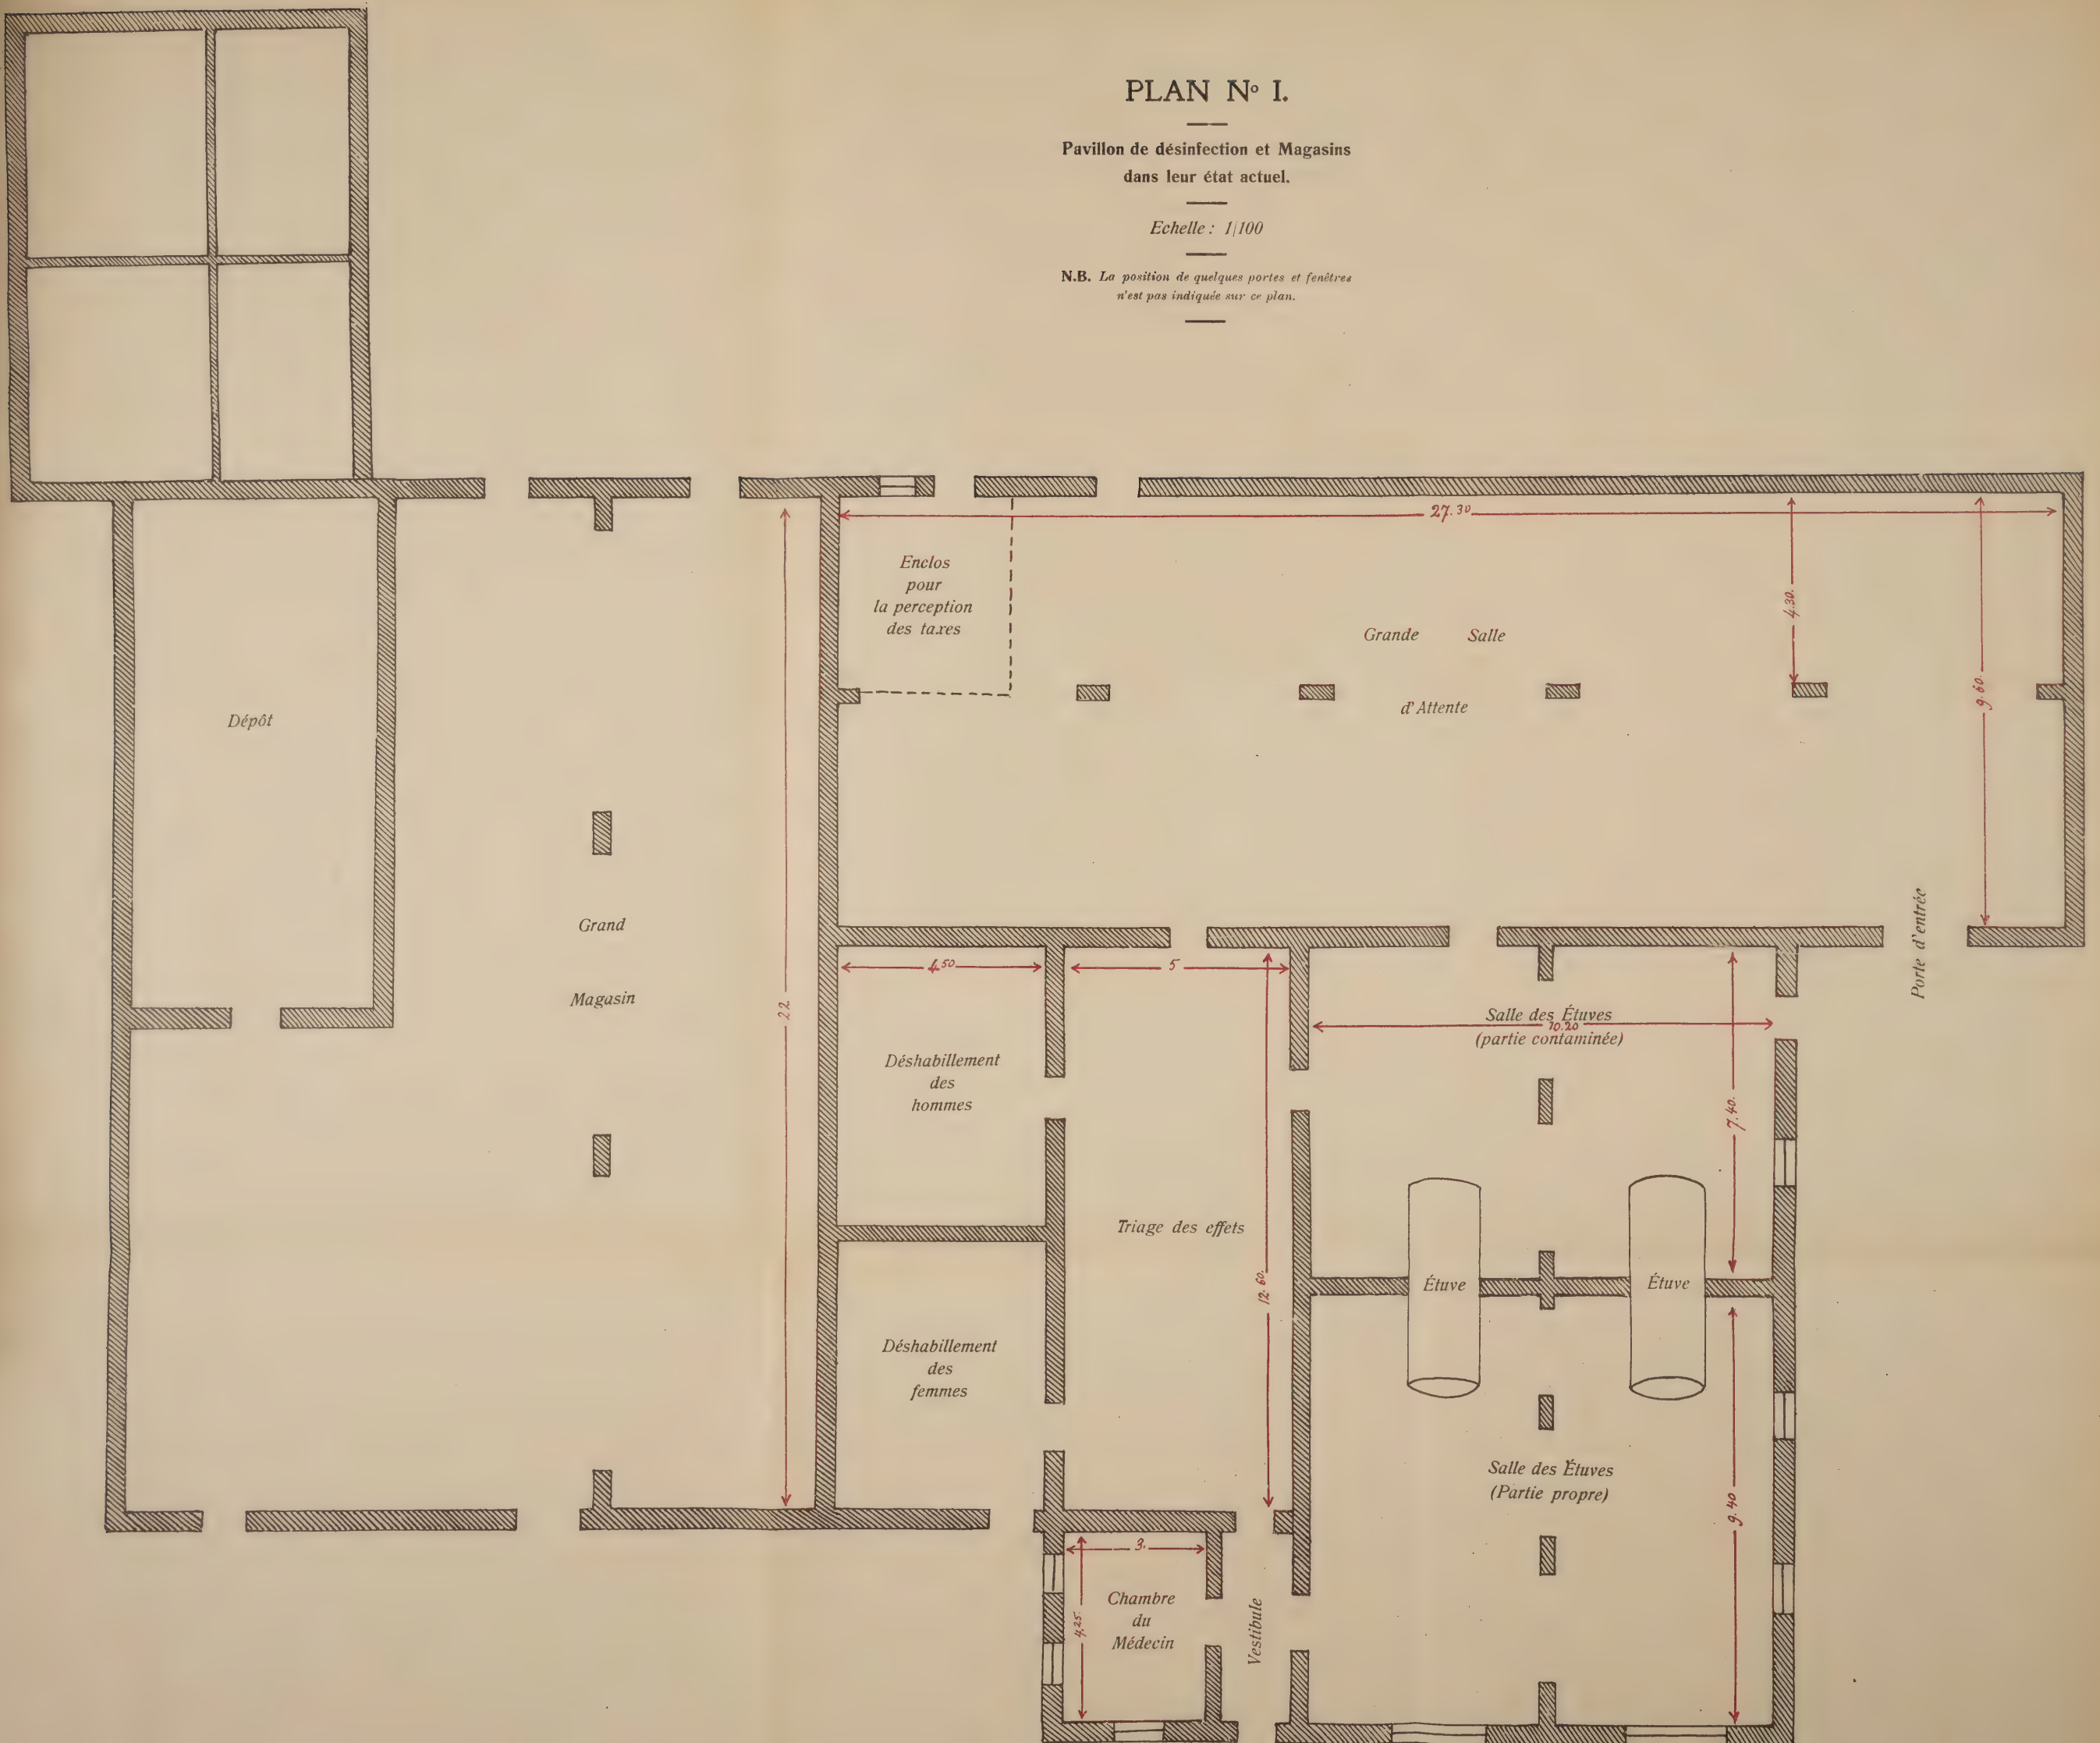 PLAN No I.
Pavillon de désinfection et Magasins
dans leur état actuel.
Echelle : 1/100
N.B. La position de quelques portes et fenêtres
n'est pas indiquée sur ce plan.
27.30
Enclos
pour
la perception
des taxes
4.30.
Grande Salle
d'Attente
9.60.
Dépôt
Grand
Magasin
22
Porte d'entrée
4.50
5
Salle des Étuves
10.20
(partie contaminée)
7.40.
Déshabillement
des
hommes
Triage des effets
12.60.
Étuve
Étuve
Déshabillement
des
femmes
Salle des Étuves
(Partie propre)
9.40
3.
4,25.
Chambre
du
Médecin
Vestibule